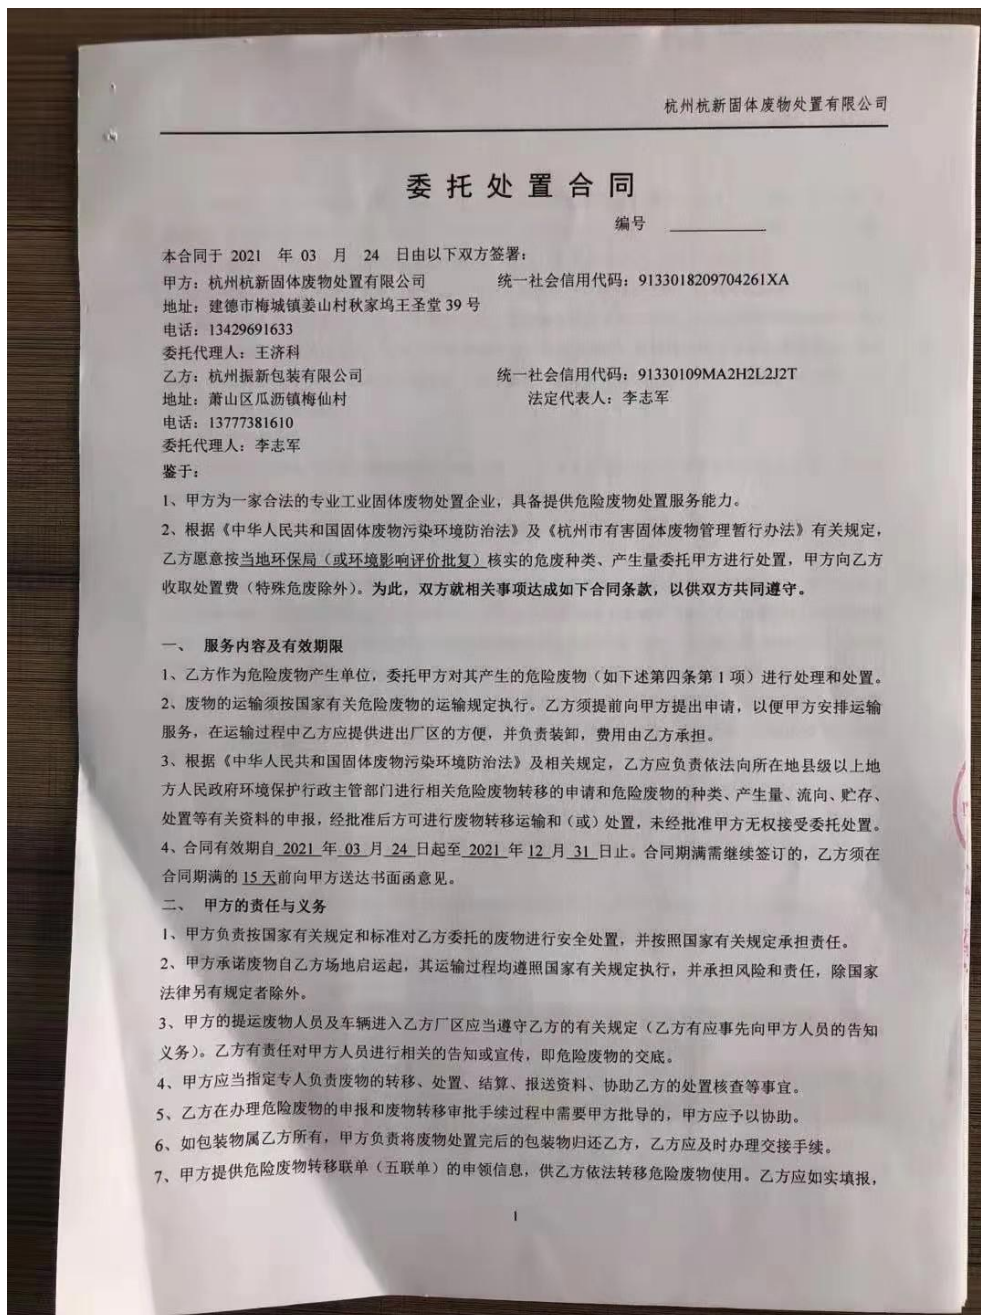 杭州杭新固体废物处置有限公司
委托处置合同
编号
本合同于 2021 年 03 月 24 日由以下双方签署：
甲方：杭州杭新固体废物处置有限公司 统一社会信用代码：9133018209704261XA
地址：建德市梅城镇姜山村秋家坞王圣堂 39 号
电话：13429691633
委托代理人：王济科
乙方：杭州振新包装有限公司 统一社会信用代码：91330109MA2H2L2J2T
地址：萧山区瓜沥镇梅仙村 法定代表人：李志军
电话：13777381610
委托代理人：李志军
鉴于：
1、甲方为一家合法的专业工业固体废物处置企业，具备提供危险废物处置服务能力。
2、根据《中华人民共和国固体废物污染环境防治法》及《杭州市有害固体废物管理暂行办法》有关规定，
乙方愿意按当地环保局（或环境影响评价批复）核实的危废种类、产生量委托甲方进行处置，甲方向乙方
收取处置费（特殊危废除外）。为此，双方就相关事项达成如下合同条款，以供双方共同遵守。
一、 服务内容及有效期限
1、乙方作为危险废物产生单位，委托甲方对其产生的危险废物（如下述第四条第 1 项）进行处理和处置。
2、废物的运输须按国家有关危险废物的运输规定执行。乙方须提前向甲方提出申请，以便甲方安排运输
服务，在运输过程中乙方应提供进出厂区的方便，并负责装卸，费用由乙方承担。
3、根据《中华人民共和国固体废物污染环境防治法》及相关规定，乙方应负责依法向所在地县级以上地
方人民政府环境保护行政主管部门进行相关危险废物转移的申请和危险废物的种类、产生量、流向、贮存、
处置等有关资料的申报，经批准后方可进行废物转移运输和（或）处置，未经批准甲方无权接受委托处置。
4、合同有效期自 2021 年 03 月 24 日起至 2021 年 12 月 31 日止。合同期满需继续签订的，乙方须在
合同期满的 15 天前向甲方送达书面函意见。
二、 甲方的责任与义务
1、甲方负责按国家有关规定和标准对乙方委托的废物进行安全处置，并按照国家有关规定承担责任。
2、甲方承诺废物自乙方场地启运起，其运输过程均遵照国家有关规定执行，并承担风险和责任，除国家
法律另有规定者除外。
3、甲方的提运废物人员及车辆进入乙方厂区应当遵守乙方的有关规定（乙方有应事先向甲方人员的告知
义务）。乙方有责任对甲方人员进行相关的告知或宣传，即危险废物的交底。
4、甲方应当指定专人负责废物的转移、处置、结算、报送资料、协助乙方的处置核查等事宜。
5、乙方在办理危险废物的申报和废物转移审批手续过程中需要甲方批导的，甲方应予以协助。
6、如包装物属乙方所有，甲方负责将废物处置完后的包装物归还乙方，乙方应及时办理交接手续。
7、甲方提供危险废物转移联单（五联单）的申领信息，供乙方依法转移危险废物使用。乙方应如实填报，
1